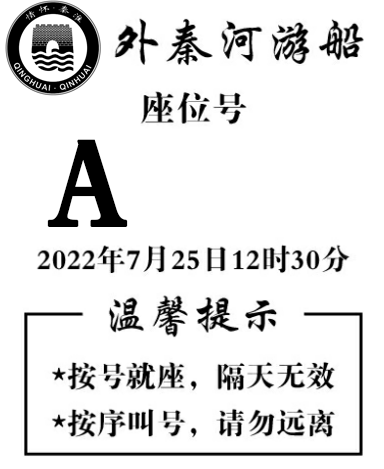 情怀·秦淮
QINGHUAI·QINHUAI
外秦河游船
座位号
A
2022年7月25日12时30分
温馨提示
*按号就座，隔天无效
*按序叫号，请勿远离